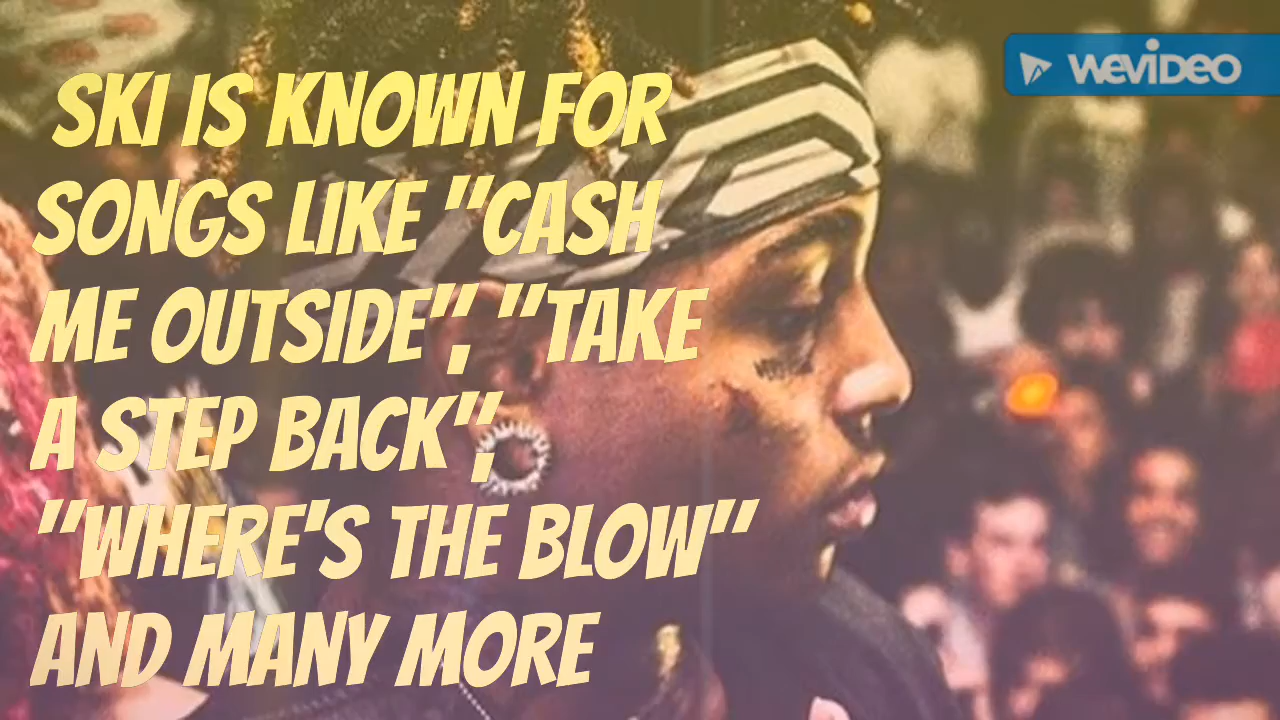 WEVIDEO
SKI IS KNOWN FOR
SONGS LIKE "CASH
ME OUTSIDE", "TAKE
A STEP BACK",
"WHERE'S THE BLOW"
AND MANY MORE